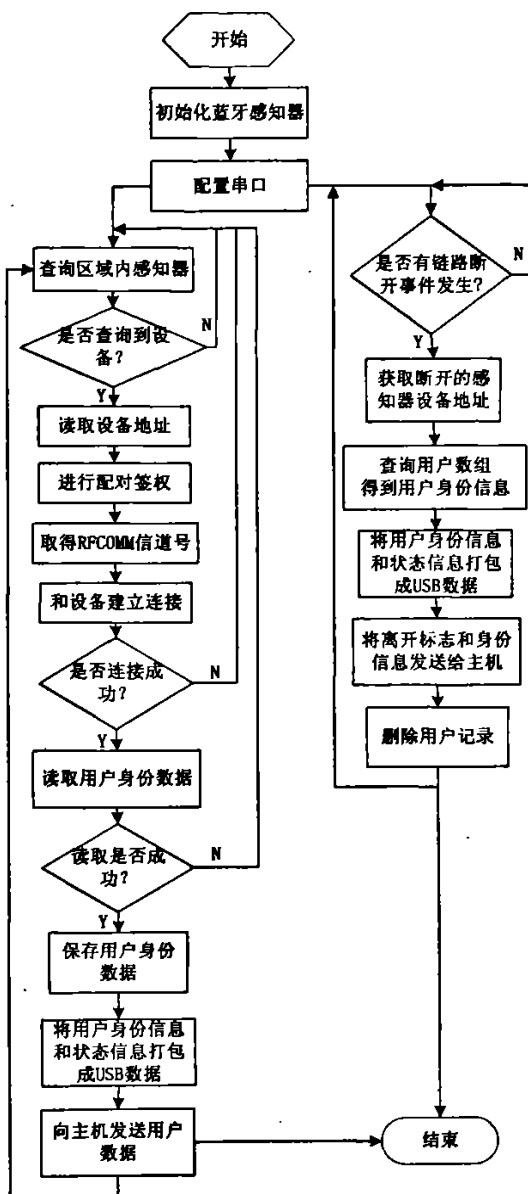 开始
初始化蓝牙感知器
配置串口
查询区域内感知器
是否查询到设
备？
N
Y
读取设备地址
进行配对签权
取得RFCOMM信道号
和设备建立连接
是否连接成
功？
N
Y
读取用户身份数据
读取是否成
功？
N
Y
保存用户身份
数据
将用户身份信息
和状态信息打包
成USB数据
向主机发送用户
数据
是否有链路断
开事件发生？
N
Y
获取断开的感
知器设备地址
查询用户数组
得到用户身份信息
将用户身份信息
和状态信息打包
成USB数据
将离开标志和身份
信息发送给主机
删除用户记录
结束